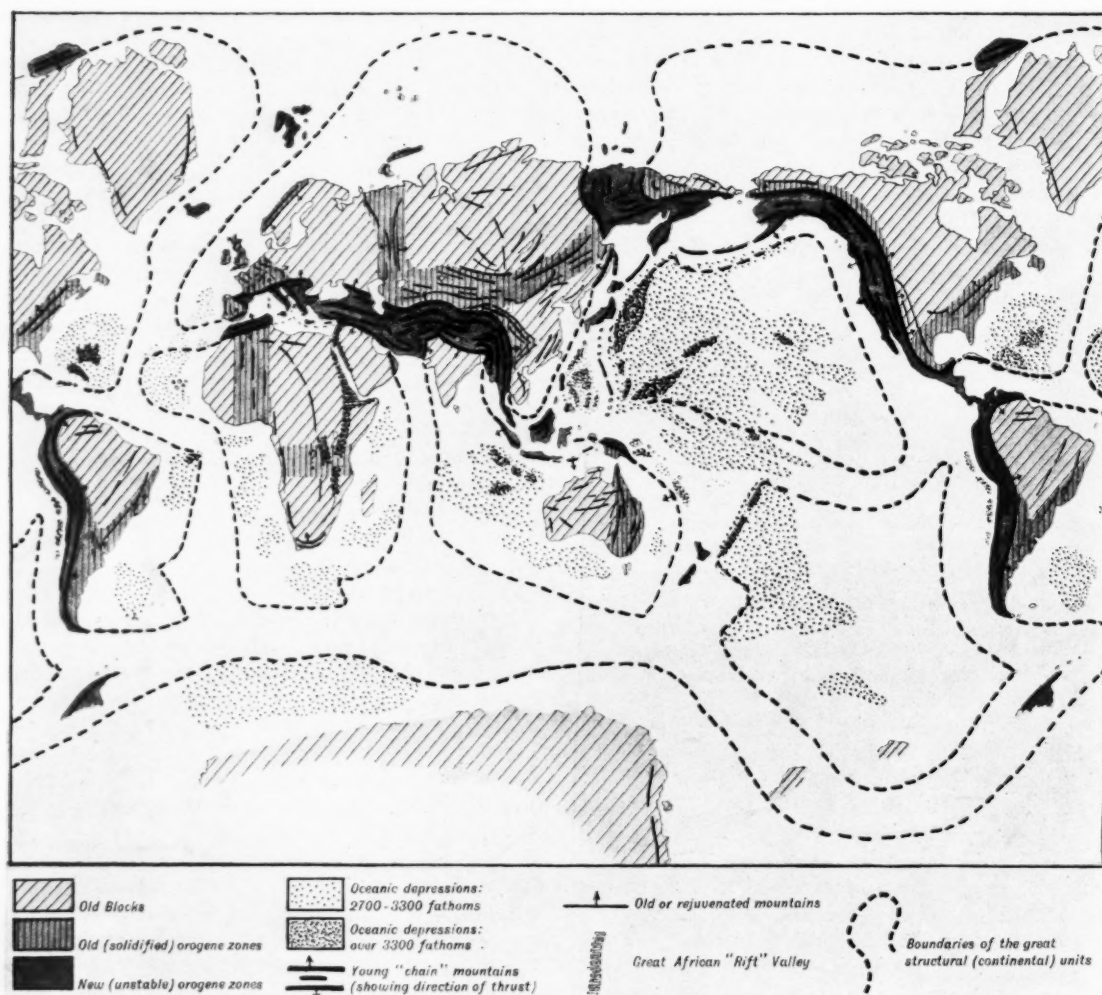 Old Blocks
Old (solidified) orogene zones
New (unstable) orogene zones
Oceanic depressions:
2700-3300 fathoms
Oceanic depressions:
over 3300 fathoms
Young "chain" mountains
(showing direction of thrust)
Old or rejuvenated mountains
Great African "Rift" Valley
Boundaries of the great
structural (continental) units